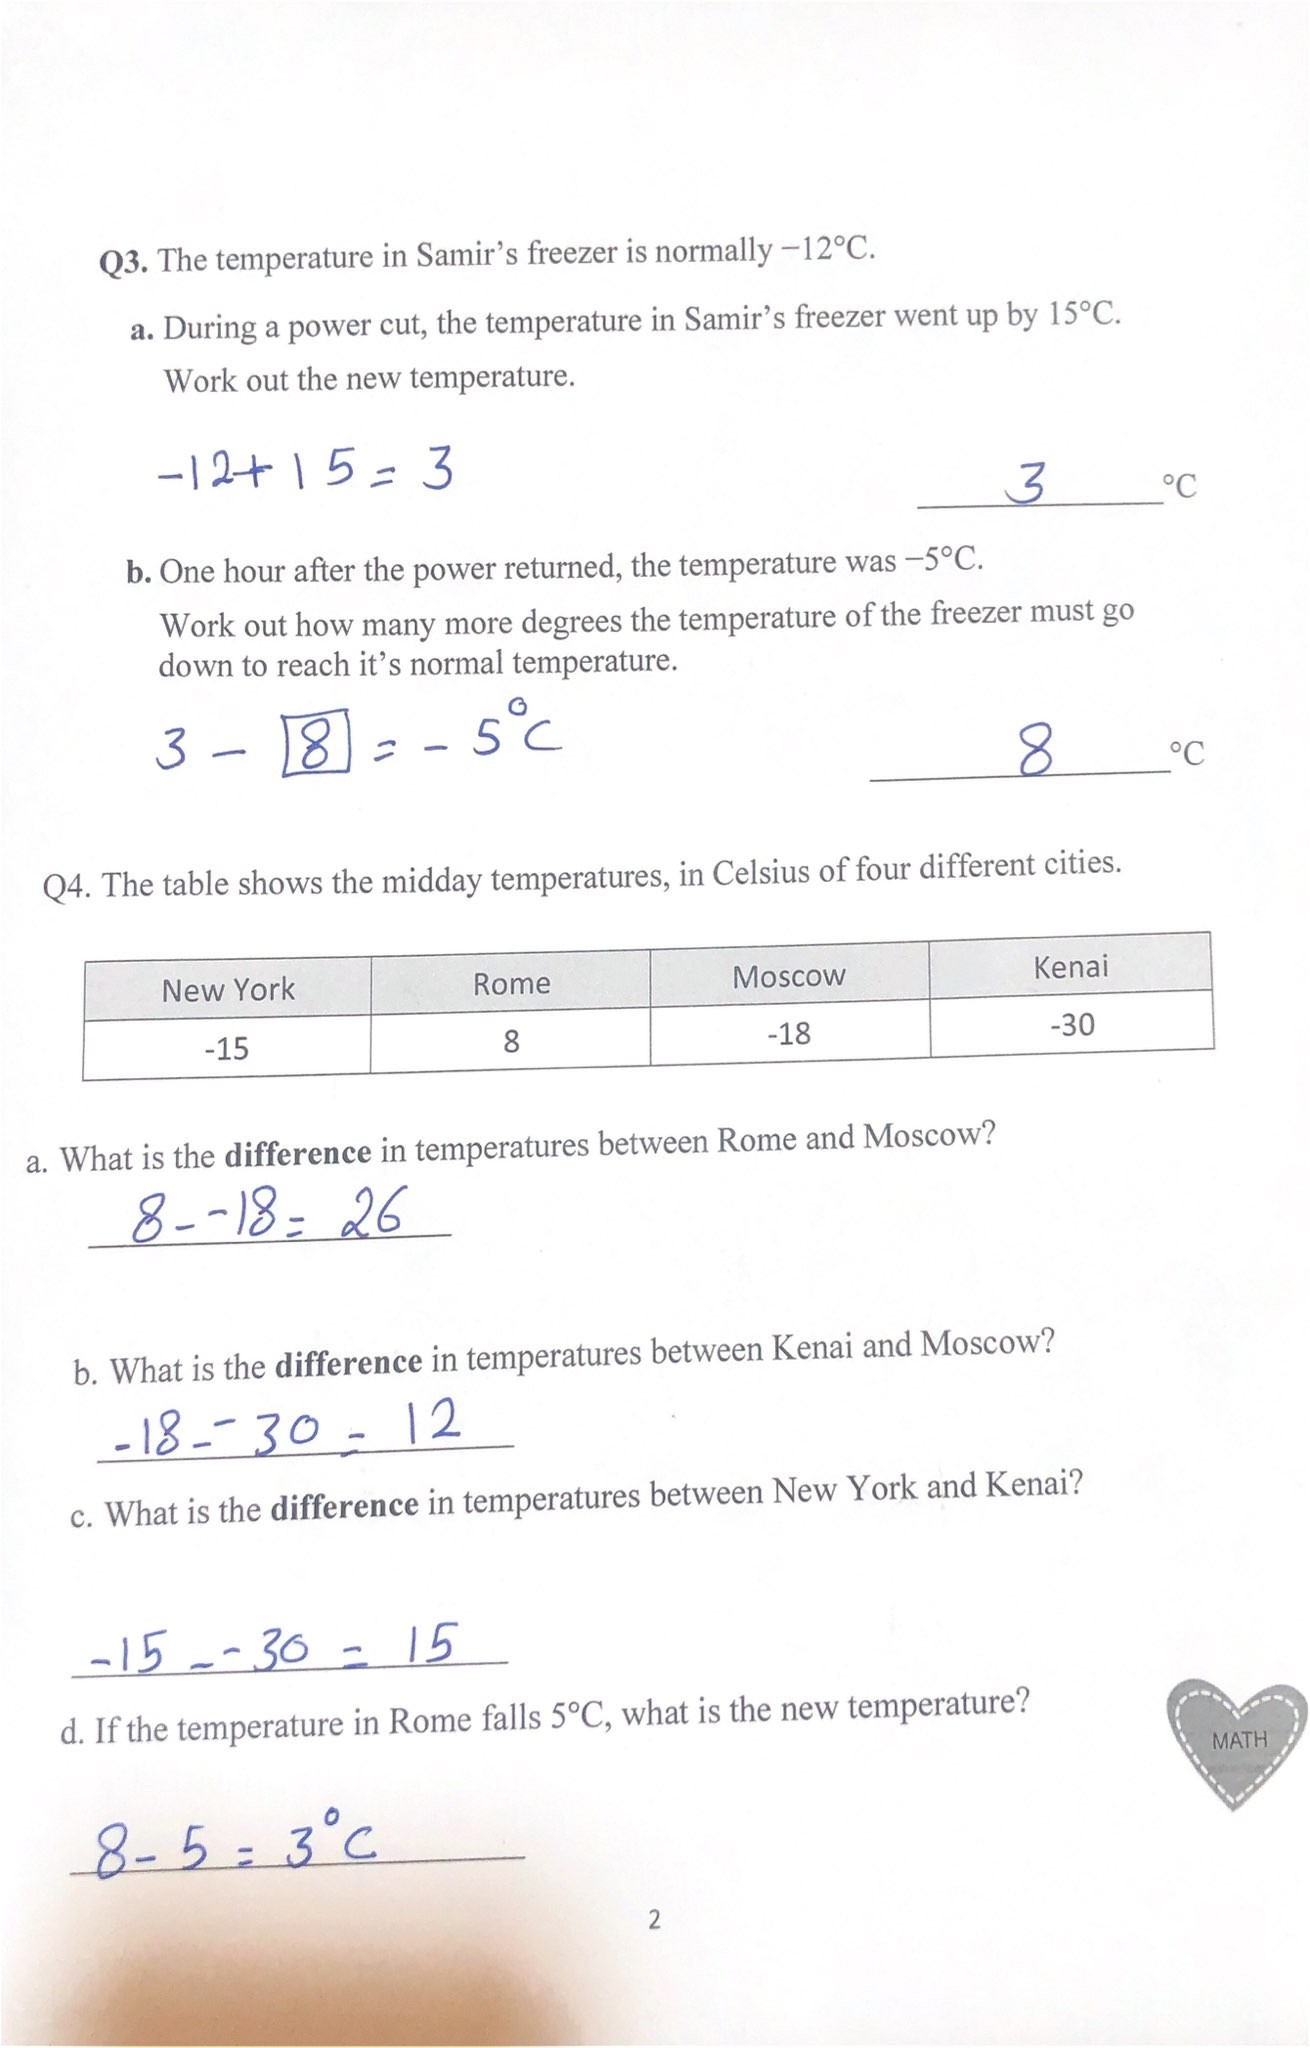 Q3. The temperature in Samir's freezer is normally −12°C.
a. During a power cut, the temperature in Samir's freezer went up by 15°C.
Work out the new temperature.
-12+15=3
3 °C
b. One hour after the power returned, the temperature was −5°C.
Work out how many more degrees the temperature of the freezer must go
down to reach it's normal temperature.
3 - 8 = - 5°C
8 °C
Q4. The table shows the midday temperatures, in Celsius of four different cities.
New York Rome Moscow Kenai
-15 8 -18 -30
a. What is the difference in temperatures between Rome and Moscow?
8--18= 26
b. What is the difference in temperatures between Kenai and Moscow?
-18--30=12
c. What is the difference in temperatures between New York and Kenai?
-15--30=15
d. If the temperature in Rome falls 5°C, what is the new temperature?
MATH
8-5=3°C
2